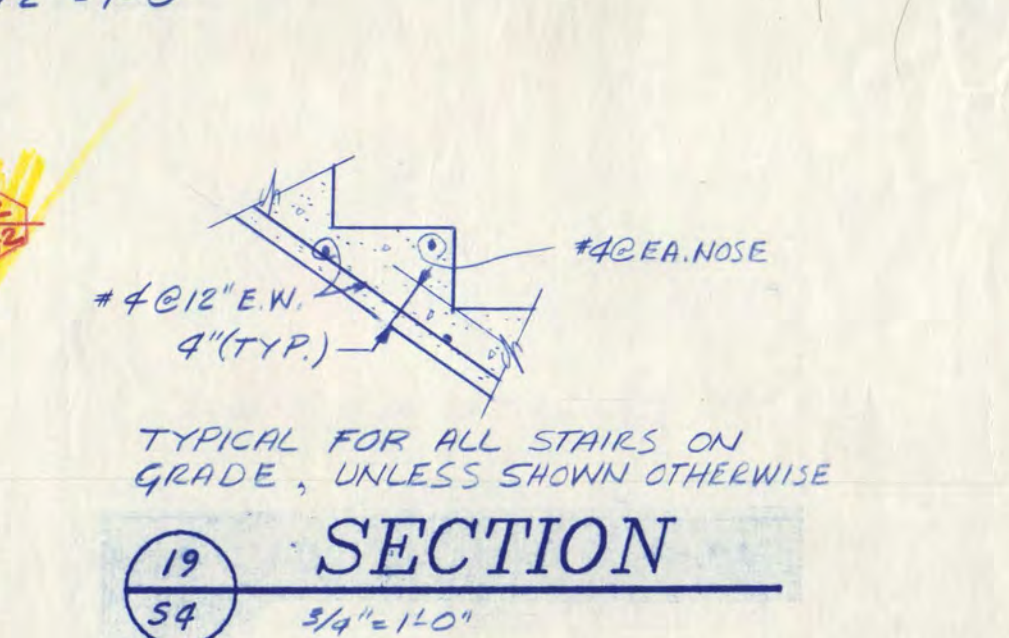 #4@EA.NOSE
#4@12"E.W.
4"(TYP.)
TYPICAL FOR ALL STAIRS ON
GRADE, UNLESS SHOWN OTHERWISE
19
S4
SECTION
3/4"=1'-0"